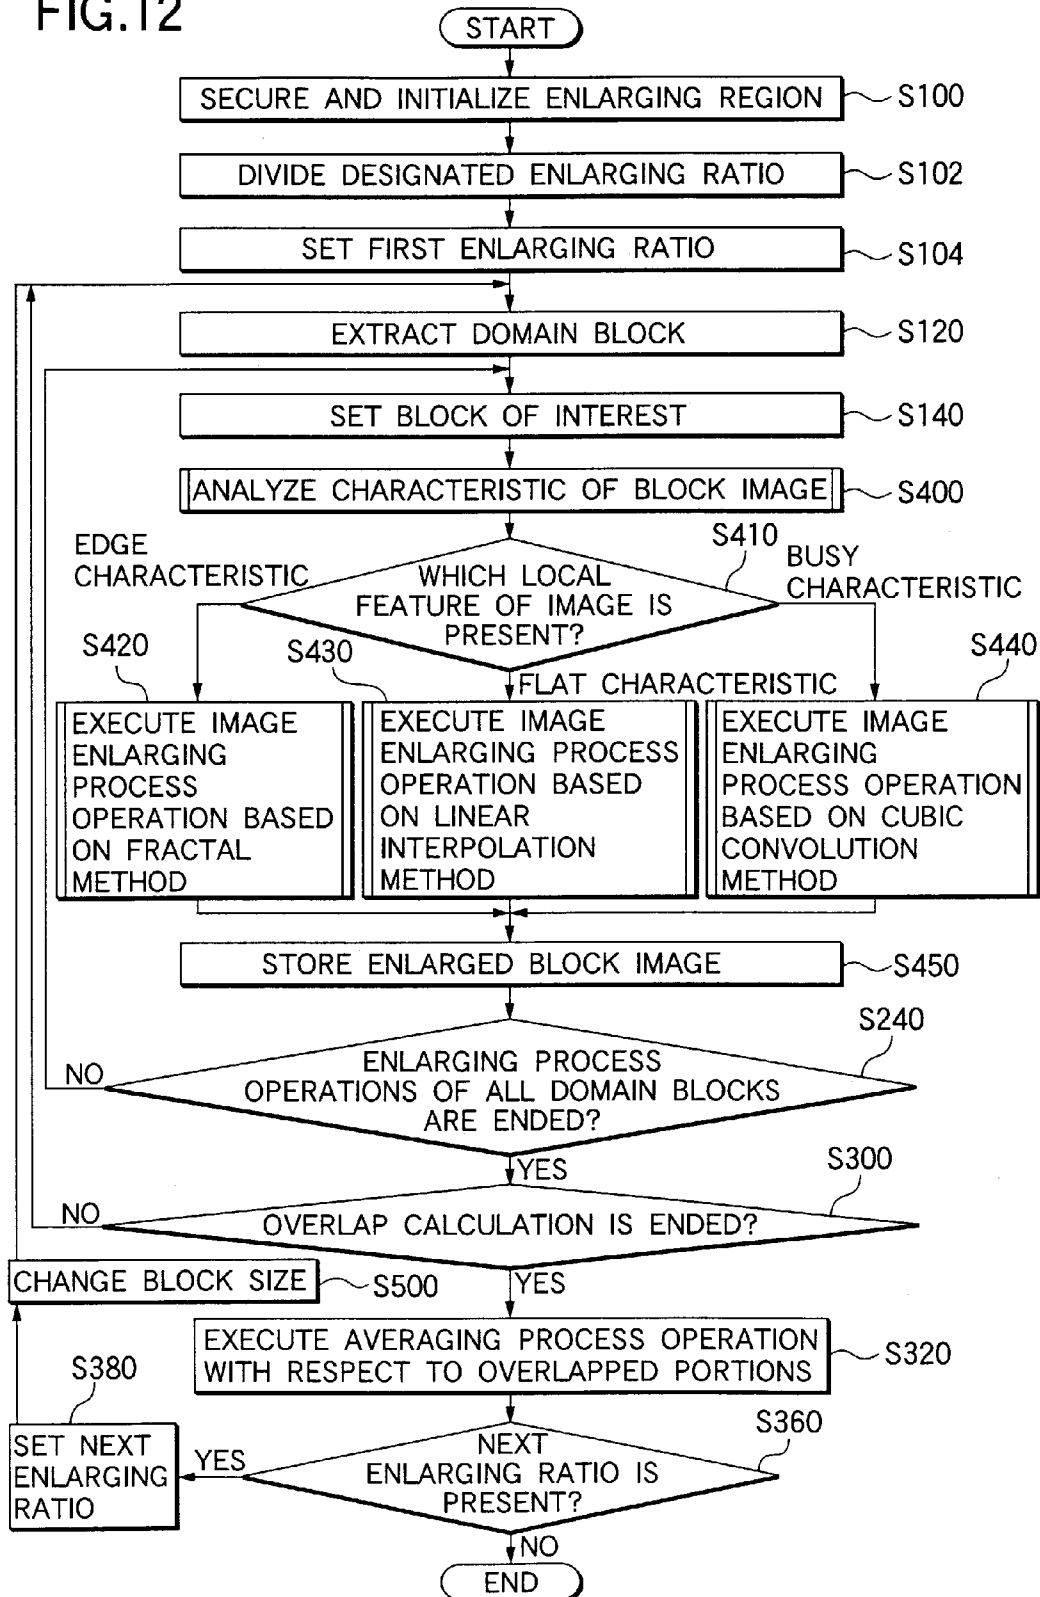 FIG.12
START
SECURE AND INITIALIZE ENLARGING REGION
S100
DIVIDE DESIGNATED ENLARGING RATIO
S102
SET FIRST ENLARGING RATIO
S104
EXTRACT DOMAIN BLOCK
S120
SET BLOCK OF INTEREST
S140
ANALYZE CHARACTERISTIC OF BLOCK IMAGE
S400
EDGE
CHARACTERISTIC
WHICH LOCAL
FEATURE OF IMAGE IS
PRESENT?
S410
BUSY
CHARACTERISTIC
FLAT CHARACTERISTIC
S420
EXECUTE IMAGE
ENLARGING
PROCESS
OPERATION BASED
ON FRACTAL
METHOD
S430
EXECUTE IMAGE
ENLARGING PROCESS
OPERATION BASED
ON LINEAR
INTERPOLATION
METHOD
S440
EXECUTE IMAGE
ENLARGING
PROCESS OPERATION
BASED ON CUBIC
CONVOLUTION
METHOD
STORE ENLARGED BLOCK IMAGE
S450
S240
ENLARGING PROCESS
OPERATIONS OF ALL DOMAIN BLOCKS
ARE ENDED?
NO
YES
S300
OVERLAP CALCULATION IS ENDED?
NO
YES
CHANGE BLOCK SIZE
S500
EXECUTE AVERAGING PROCESS OPERATION
WITH RESPECT TO OVERLAPPED PORTIONS
S320
S380
SET NEXT
ENLARGING
RATIO
YES
S360
NEXT
ENLARGING RATIO IS
PRESENT?
NO
END